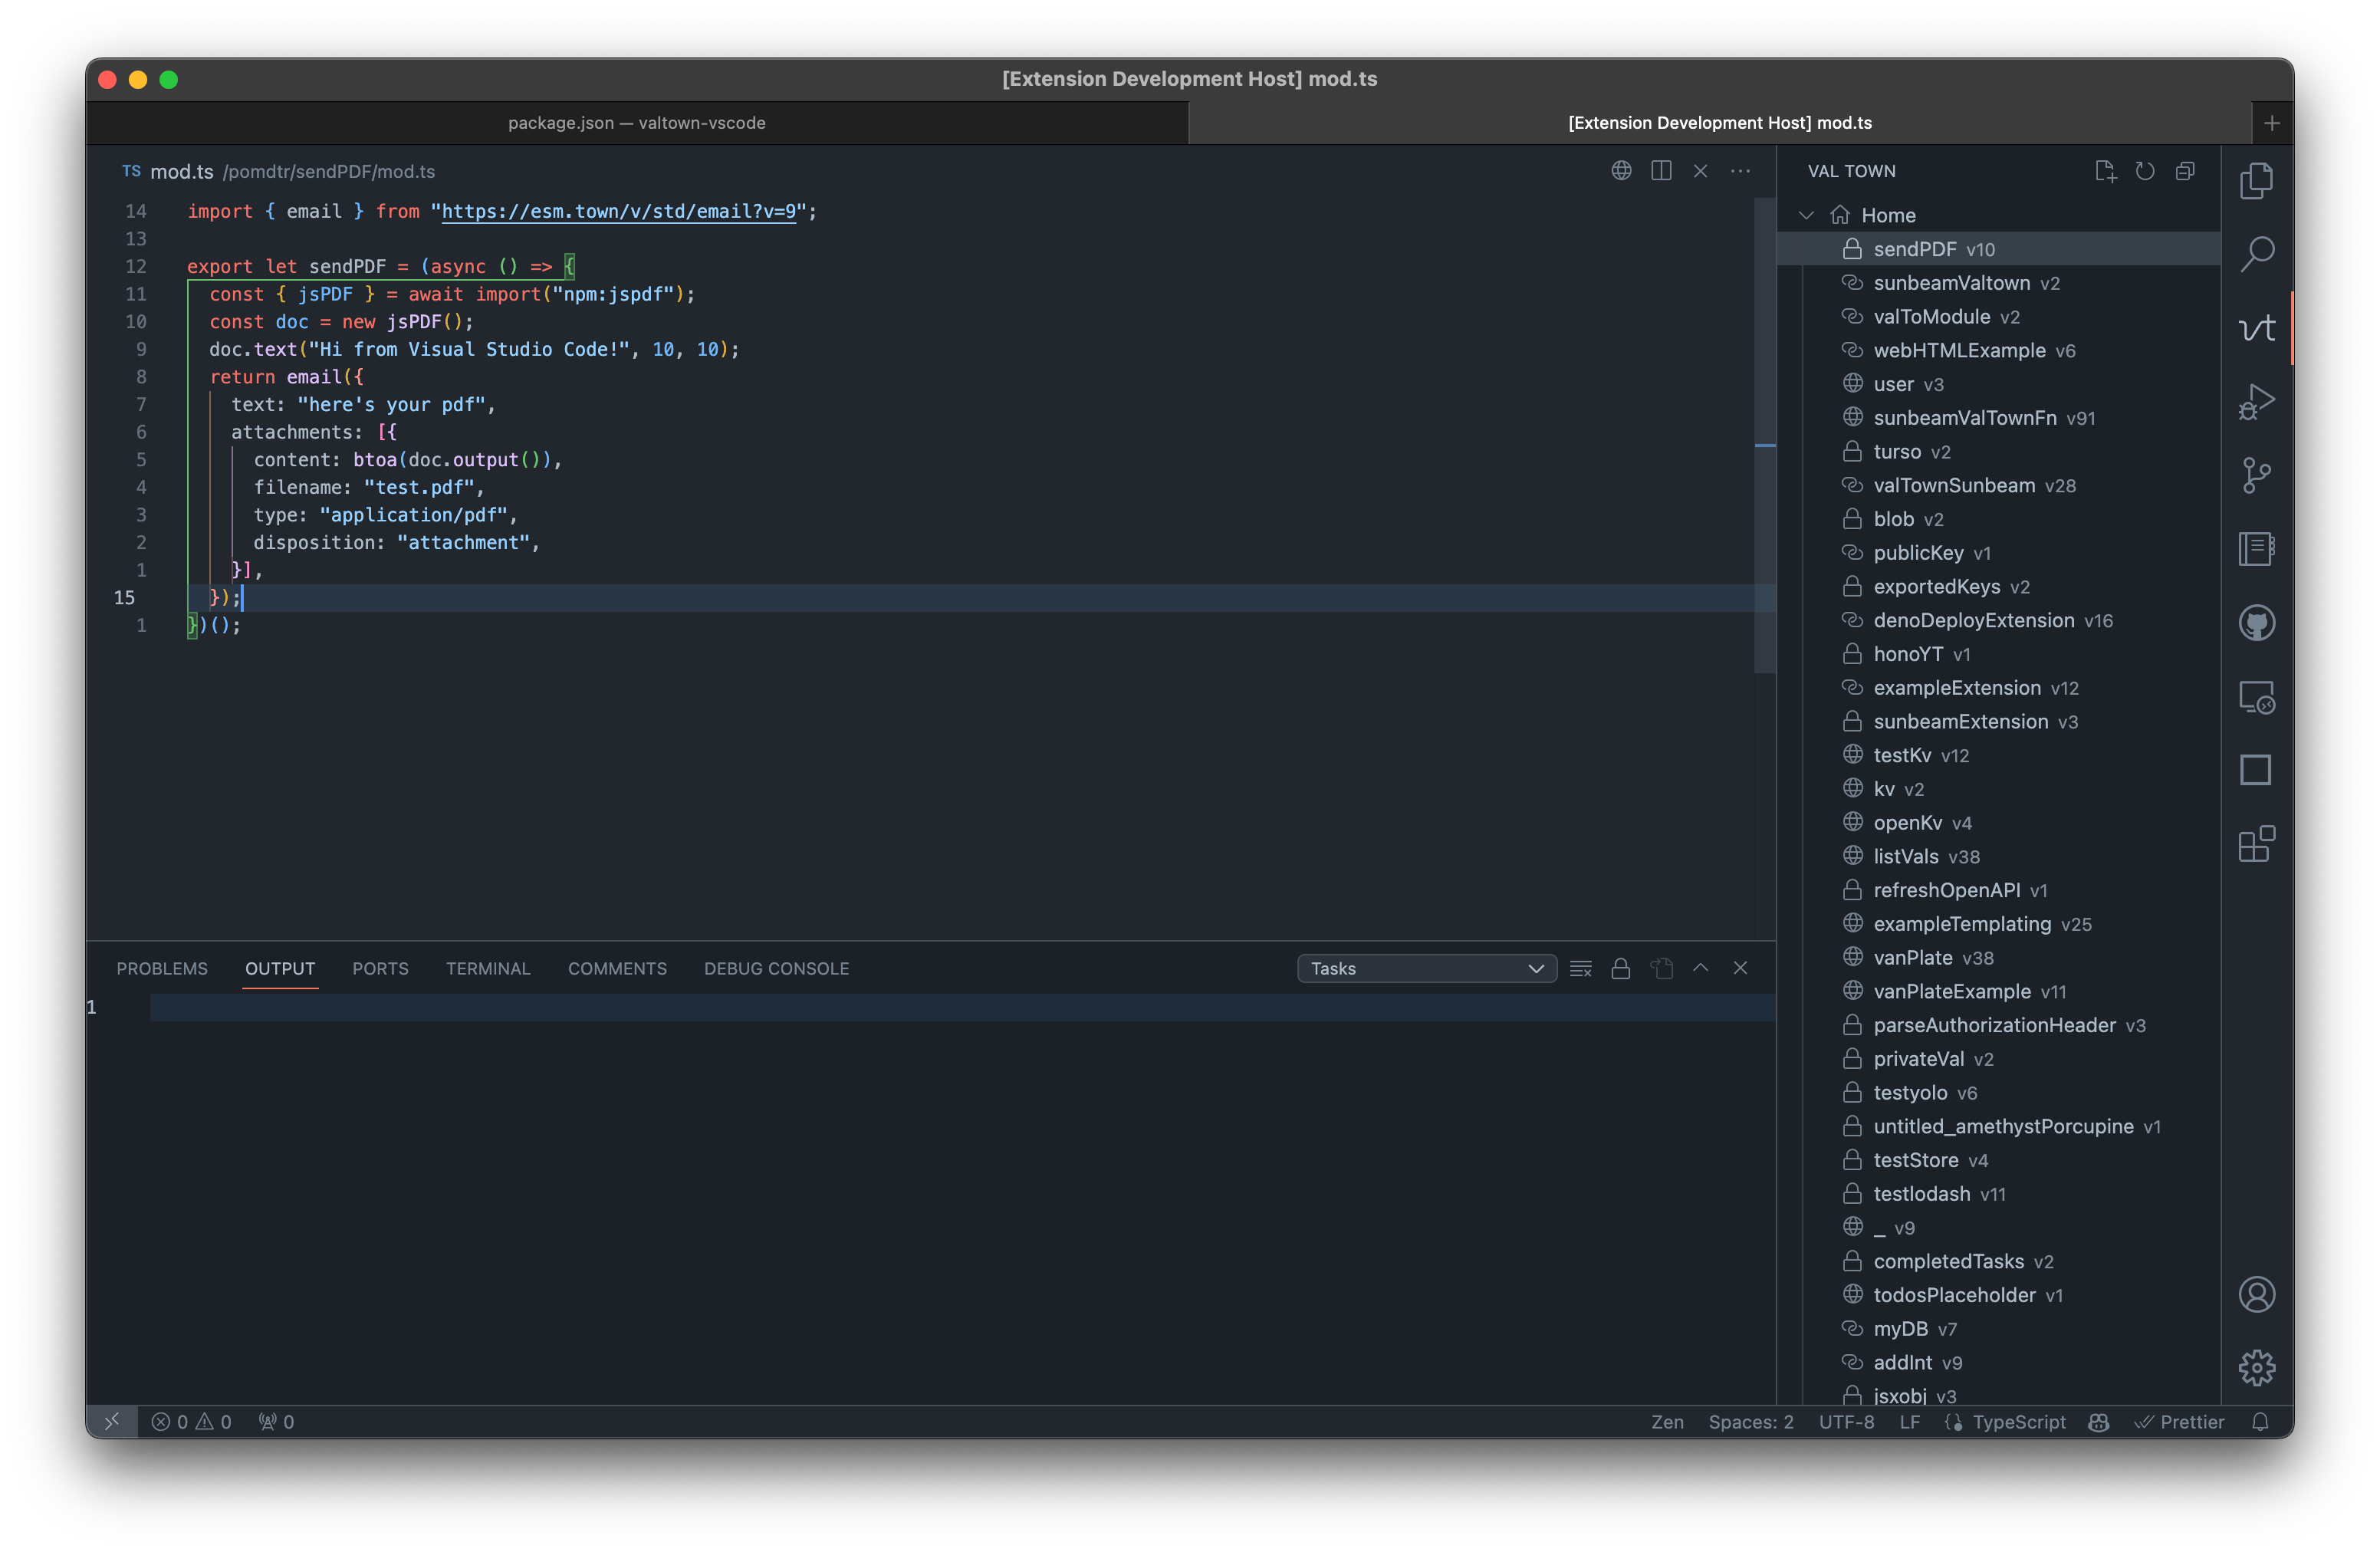 [Extension Development Host] mod.ts
package.json — valtown-vscode
[Extension Development Host] mod.ts
TS mod.ts /pomdtr/sendPDF/mod.ts
14 import { email } from "https://esm.town/v/std/email?v=9";
13
12 export let sendPDF = (async () => {
11 const { jsPDF } = await import("npm:jspdf");
10 const doc = new jsPDF();
9 doc.text("Hi from Visual Studio Code!", 10, 10);
8 return email({
7 text: "here's your pdf",
6 attachments: [{
5 content: btoa(doc.output()),
4 filename: "test.pdf",
3 type: "application/pdf",
2 disposition: "attachment",
1 }],
15 });
1 })();
PROBLEMS OUTPUT PORTS TERMINAL COMMENTS DEBUG CONSOLE Tasks
1
VAL TOWN
Home
sendPDF v10
sunbeamValtown v2
valToModule v2
webHTMLExample v6
user v3
sunbeamValTownFn v91
turso v2
valTownSunbeam v28
blob v2
publicKey v1
exportedKeys v2
denoDeployExtension v16
honoYT v1
exampleExtension v12
sunbeamExtension v3
testKv v12
kv v2
openKv v4
listVals v38
refreshOpenAPI v1
exampleTemplating v25
vanPlate v38
vanPlateExample v11
parseAuthorizationHeader v3
privateVal v2
testyolo v6
untitled_amethystPorcupine v1
testStore v4
testlodash v11
_ v9
completedTasks v2
todosPlaceholder v1
myDB v7
addInt v9
jsxobj v3
vt
0 0 0 Zen Spaces: 2 UTF-8 LF TypeScript Prettier